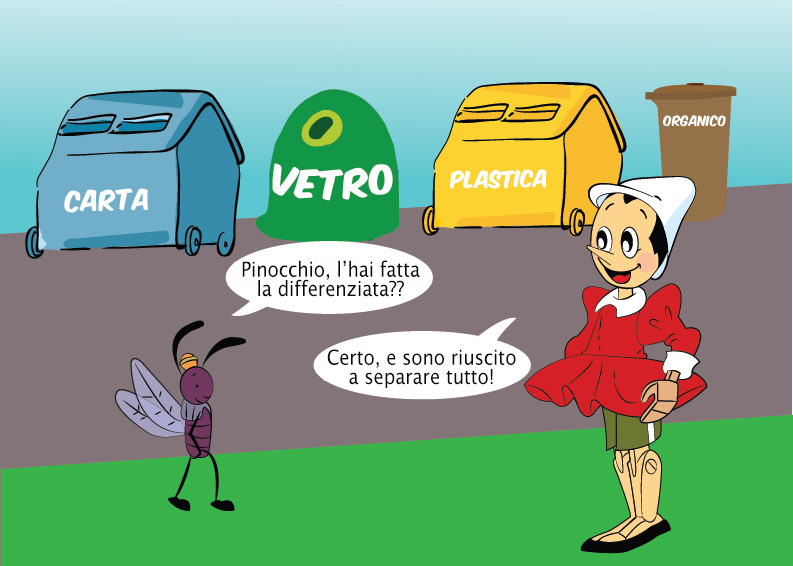 CARTA
VETRO
PLASTICA
ORGANICO
Pinocchio, l'hai fatta
la differenziata??
Certo, e sono riuscito
a separare tutto!